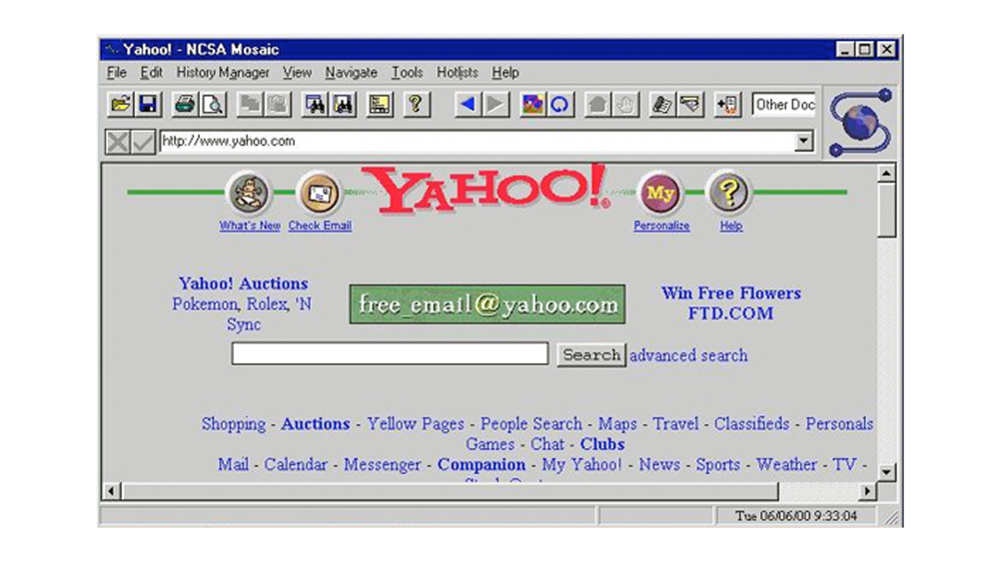 Yahoo! - NCSA Mosaic
File Edit History Manager View Navigate Tools Hotlists Help
Other Doc
http://www.yahoo.com
YAHOO!
My
?
What's New Check Email Personalize Help
Yahoo! Auctions
Pokemon, Rolex, 'N
Sync
free_email@yahoo.com
Win Free Flowers
FTD.COM
Search advanced search
Shopping - Auctions - Yellow Pages - People Search - Maps - Travel - Classifieds - Personals
Games - Chat - Clubs
Mail - Calendar - Messenger - Companion - My Yahoo! - News - Sports - Weather - TV -
Tue 06/06/00 9:33:04